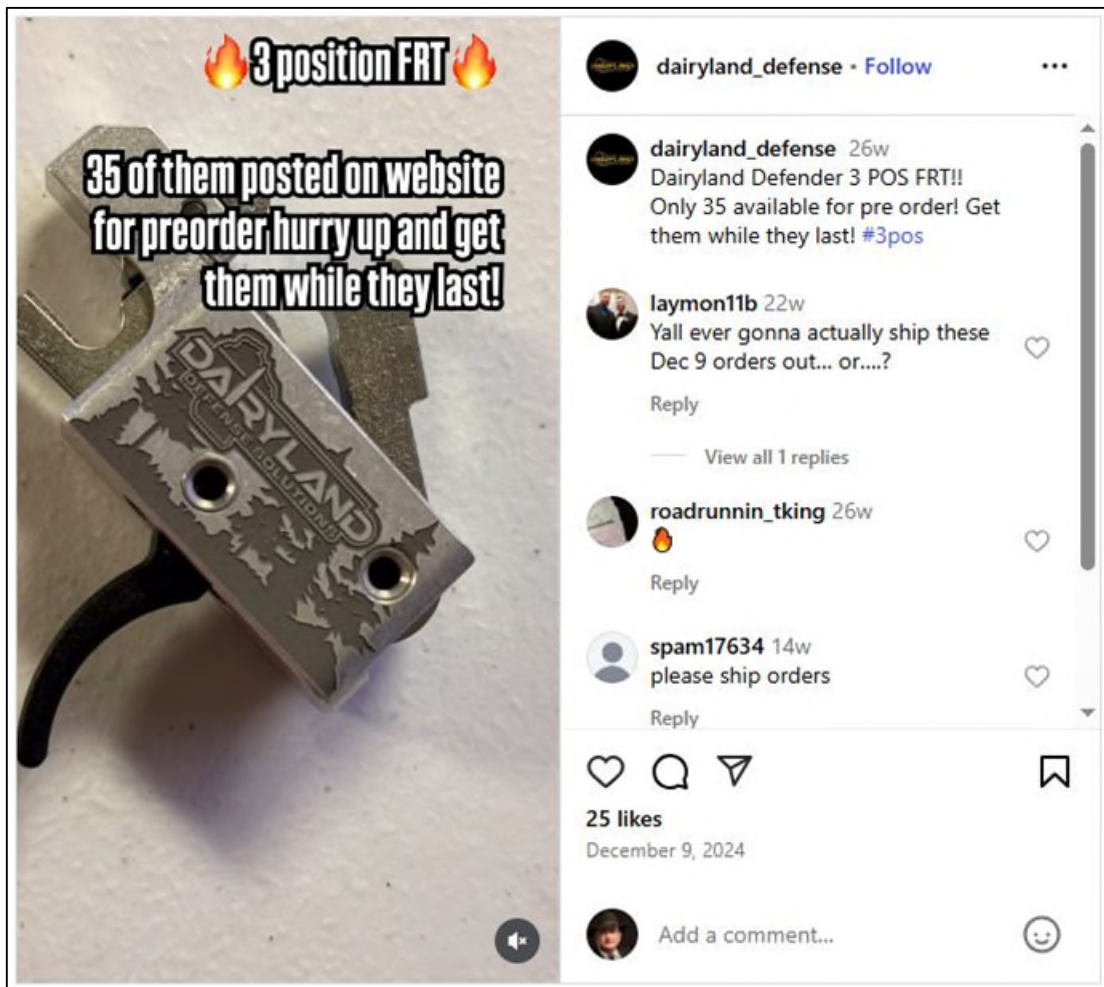 🔥3 position FRT🔥
35 of them posted on website
for preorder hurry up and get
them while they last!
DAIRYLAND
DEFENSE SOLUTIONS
dairyland_defense • Follow
dairyland_defense 26w
Dairyland Defender 3 POS FRT!!
Only 35 available for pre order! Get
them while they last! #3pos
laymon11b 22w
Yall ever gonna actually ship these
Dec 9 orders out... or....?
Reply
View all 1 replies
roadrunnin_tking 26w
🔥
Reply
spam17634 14w
please ship orders
Reply
25 likes
December 9, 2024
Add a comment...